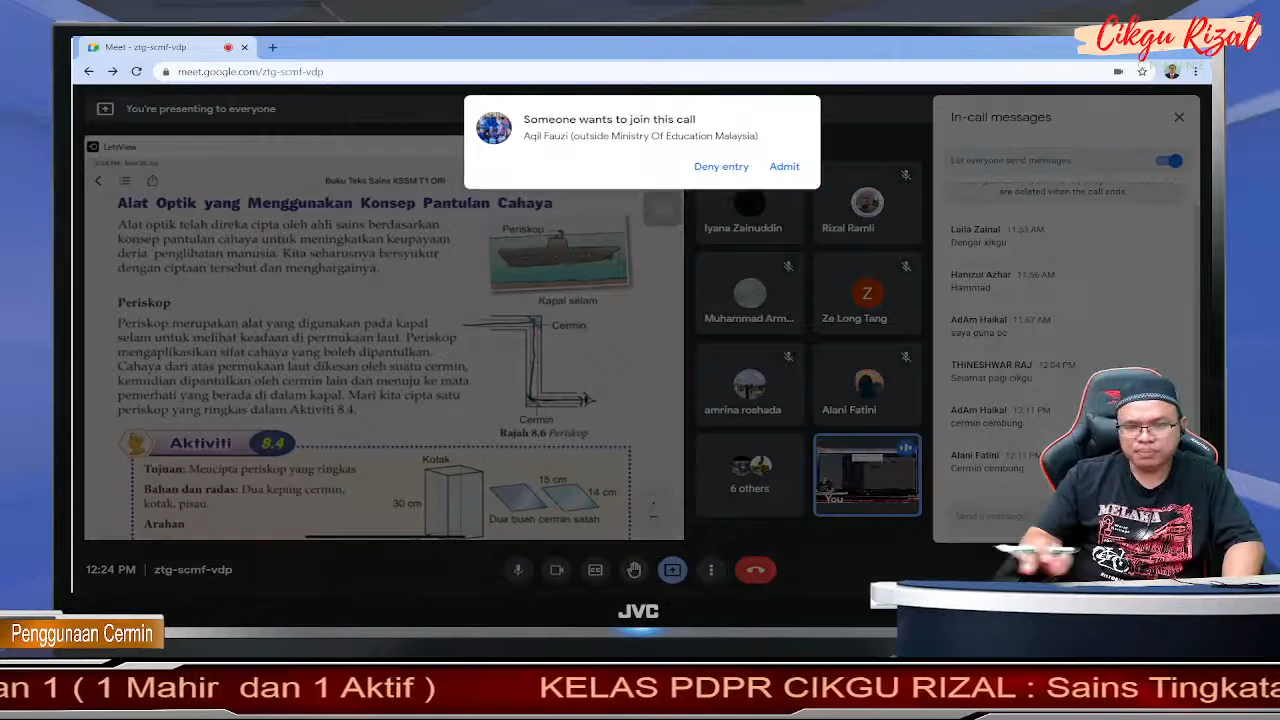 Cikgu Rizal
Meet - ztg-scmf-vdp
meet.google.com/ztg-scmf-vdp
You're presenting to everyone
Someone wants to join this call
Aqil Fauzi (outside Ministry Of Education Malaysia)
Deny entry
Admit
In-call messages
Let everyone send messages
are deleted when the call ends.
LetsView
Buku Teks Sains KSSM T1 ORI
Alat Optik yang Menggunakan Konsep Pantulan Cahaya
Alat optik telah direka cipta oleh ahli sains berdasarkan
konsep pantulan cahaya untuk meningkatkan keupayaan
deria penglihatan manusia. Kita seharusnya bersyukur
dengan ciptaan tersebut dan menghargainya.
Periskop
Kapal selam
Periskop
Periskop merupakan alat yang digunakan pada kapal
selam untuk melihat keadaan di permukaan laut. Periskop
mengaplikasikan sifat cahaya yang boleh dipantulkan.
Cahaya dari atas permukaan laut dikesan oleh suatu cermin,
kemudian dipantulkan oleh cermin lain dan menuju ke mata
pemerhati yang berada di dalam kapal. Mari kita cipta satu
periskop yang ringkas dalam Aktiviti 8.4.
Cermin
Cermin
Rajah 8.6 Periskop
Aktiviti 8.4
Tujuan: Mencipta periskop yang ringkas
Bahan dan radas: Dua keping cermin,
kotak, pisau.
Arahan
Kotak
30 cm
15 cm
14 cm
Dua buah cermin satah
Iyana Zainuddin
Rizal Ramli
Muhammad Arm...
Z
Ze Long Tang
amrina roshada
Alani Fatini
6 others
You
Laila Zainal 11:53 AM
Dengar xikgu
Hanizul Azhar 11:56 AM
Hammad
AdAm Haikal 11:57 AM
saya guna pc
THINESHWAR RAJ 12:04 PM
Selamat pagi cikgu
AdAm Haikal 12:11 PM
cermin cembung
Alani Fatini 12:11 PM
Cermin cembung
Send a message
12:24 PM | ztg-scmf-vdp
JVC
MELAKA
Penggunaan Cermin
an 1 ( 1 Mahir dan 1 Aktif ) KELAS PDPR CIKGU RIZAL : Sains Tingkata